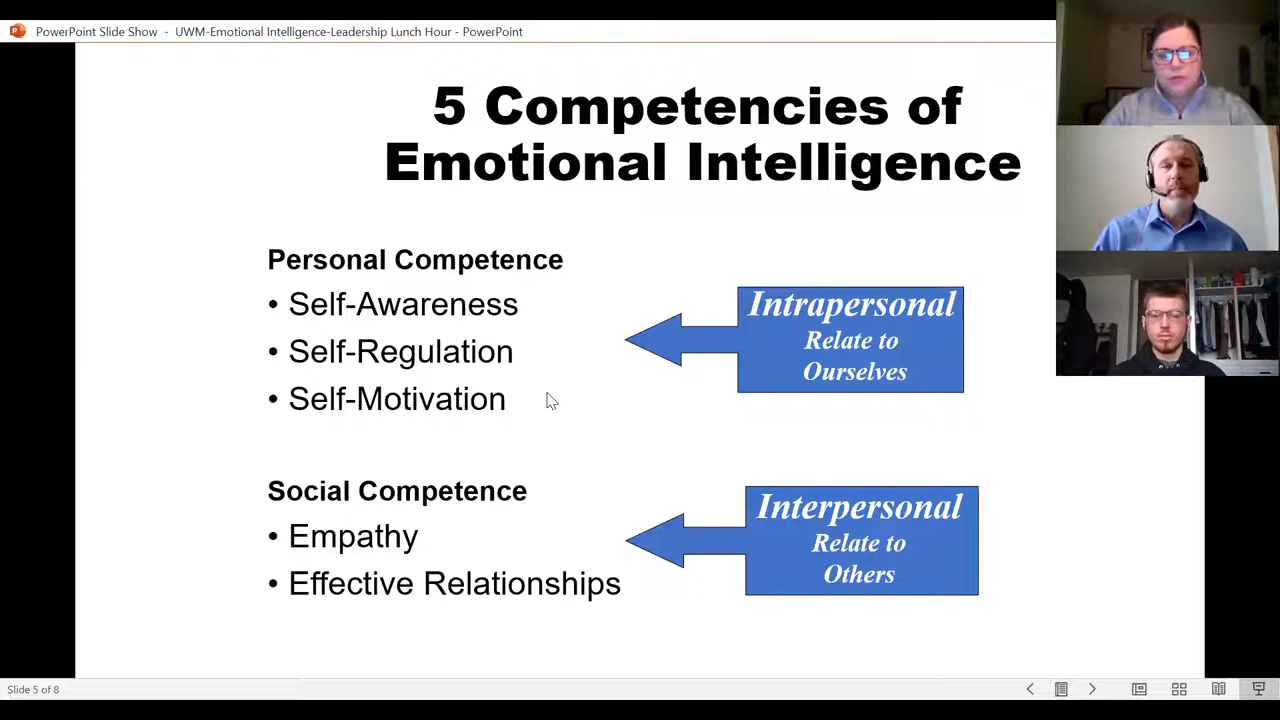 PowerPoint Slide Show - UWM-Emotional Intelligence-Leadership Lunch Hour - PowerPoint
5 Competencies of
Emotional Intelligence
Personal Competence
• Self-Awareness
• Self-Regulation
• Self-Motivation
Intrapersonal
Relate to
Ourselves
Social Competence
• Empathy
• Effective Relationships
Interpersonal
Relate to
Others
Slide 5 of 8